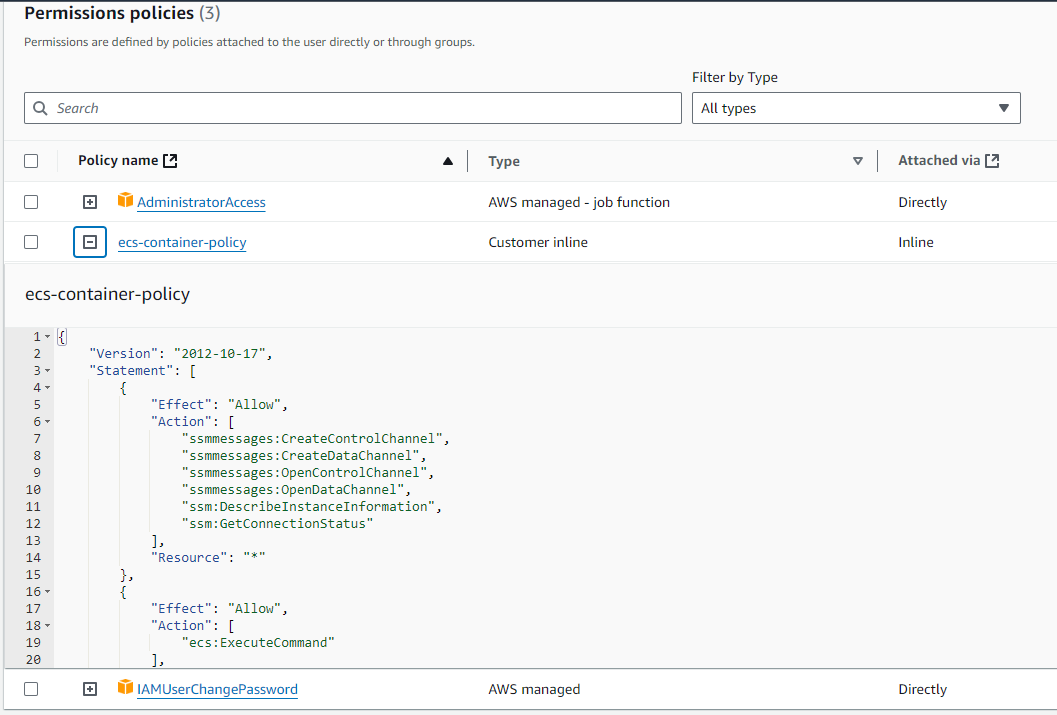 Permissions policies (3)
Permissions are defined by policies attached to the user directly or through groups.
Filter by Type
Search
All types
Policy name
Type
Attached via
AdministratorAccess
AWS managed - job function
Directly
ecs-container-policy
Customer inline
Inline
ecs-container-policy
1 {
2 "Version": "2012-10-17",
3 "Statement": [
4 {
5 "Effect": "Allow",
6 "Action": [
7 "ssmmessages:CreateControlChannel",
8 "ssmmessages:CreateDataChannel",
9 "ssmmessages:OpenControlChannel",
10 "ssmmessages:OpenDataChannel",
11 "ssm:DescribeInstanceInformation",
12 "ssm:GetConnectionStatus"
13 ],
14 "Resource": "*"
15 },
16 {
17 "Effect": "Allow",
18 "Action": [
19 "ecs:ExecuteCommand"
20 ],
IAMUserChangePassword
AWS managed
Directly